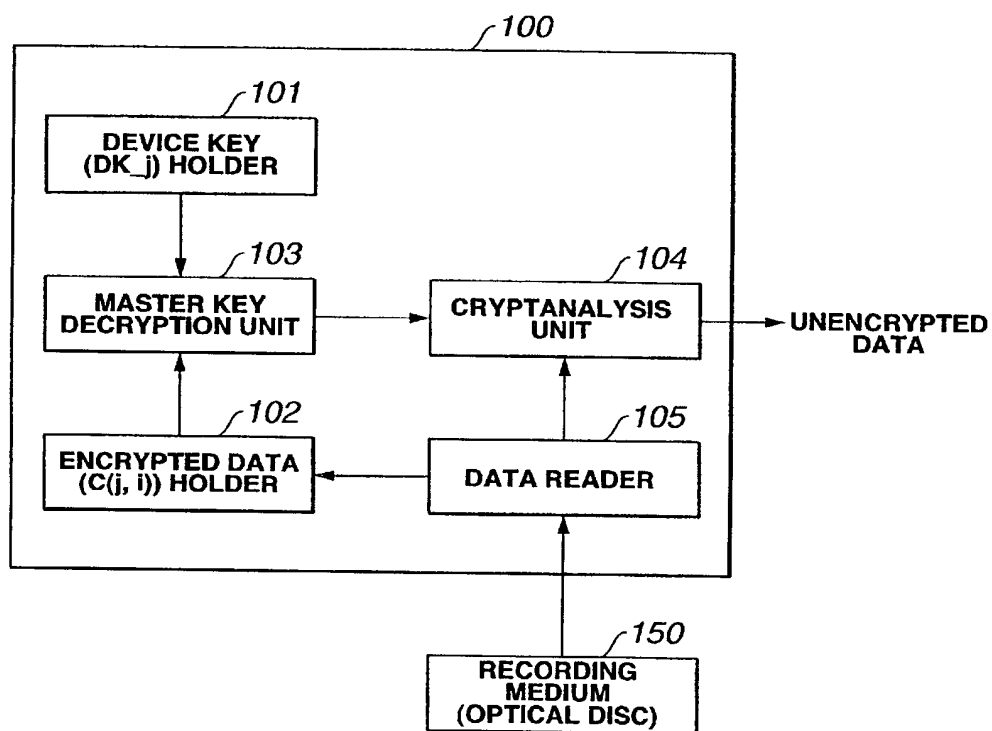 100
101
DEVICE KEY
(DK_j) HOLDER
103
MASTER KEY
DECRYPTION UNIT
104
CRYPTANALYSIS
UNIT
UNENCRYPTED
DATA
102
ENCRYPTED DATA
(C(j, i)) HOLDER
105
DATA READER
150
RECORDING
MEDIUM
(OPTICAL DISC)